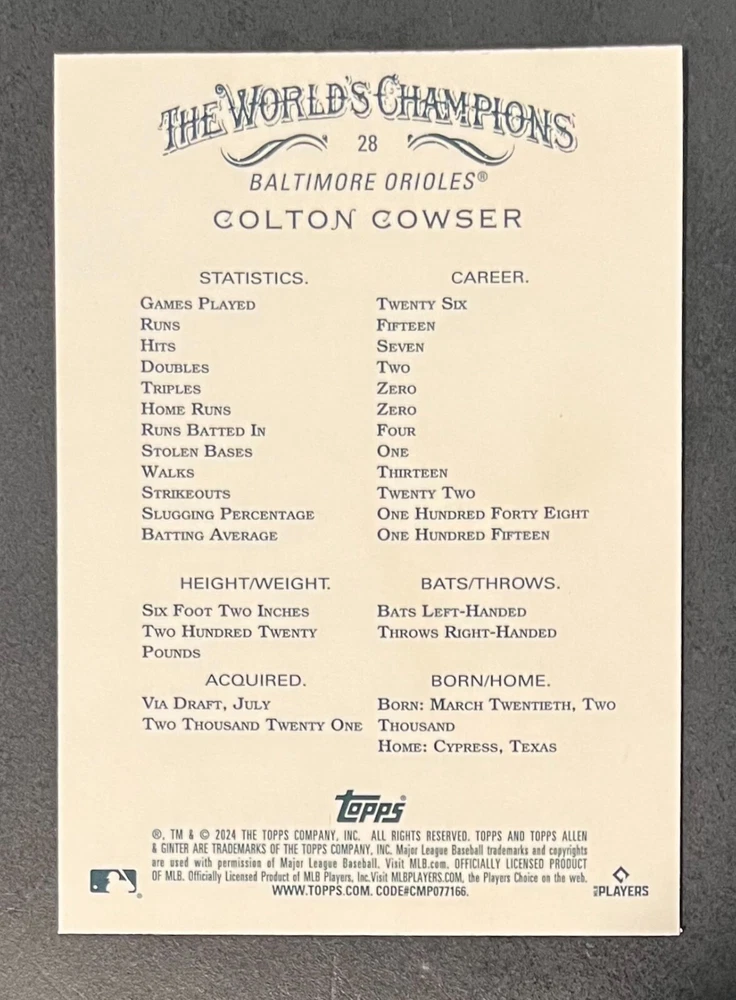 THE WORLD'S CHAMPIONS
28
BALTIMORE ORIOLES®
COLTON COWSER
STATISTICS. CAREER.
GAMES PLAYED TWENTY SIX
RUNS FIFTEEN
HITS SEVEN
DOUBLES TWO
TRIPLES ZERO
HOME RUNS ZERO
RUNS BATTED IN FOUR
STOLEN BASES ONE
WALKS THIRTEEN
STRIKEOUTS TWENTY TWO
SLUGGING PERCENTAGE ONE HUNDRED FORTY EIGHT
BATTING AVERAGE ONE HUNDRED FIFTEEN
HEIGHT/WEIGHT.
SIX FOOT TWO INCHES
TWO HUNDRED TWENTY
POUNDS
BATS/THROWS.
BATS LEFT-HANDED
THROWS RIGHT-HANDED
ACQUIRED.
VIA DRAFT, JULY
TWO THOUSAND TWENTY ONE
BORN/HOME.
BORN: MARCH TWENTIETH, TWO
THOUSAND
HOME: CYPRESS, TEXAS
topps®
®, TM & © 2024 THE TOPPS COMPANY, INC. ALL RIGHTS RESERVED. TOPPS AND TOPPS ALLEN
& GINTER ARE TRADEMARKS OF THE TOPPS COMPANY, INC. Major League Baseball trademarks and copyrights
are used with permission of Major League Baseball. Visit MLB.com. OFFICIALLY LICENSED PRODUCT
OF MLB. Officially Licensed Product of MLB Players, Inc.Visit MLBPLAYERS.COM, the Players Choice on the web.
WWW.TOPPS.COM. CODE#CMP077166.
MLB PLAYERS